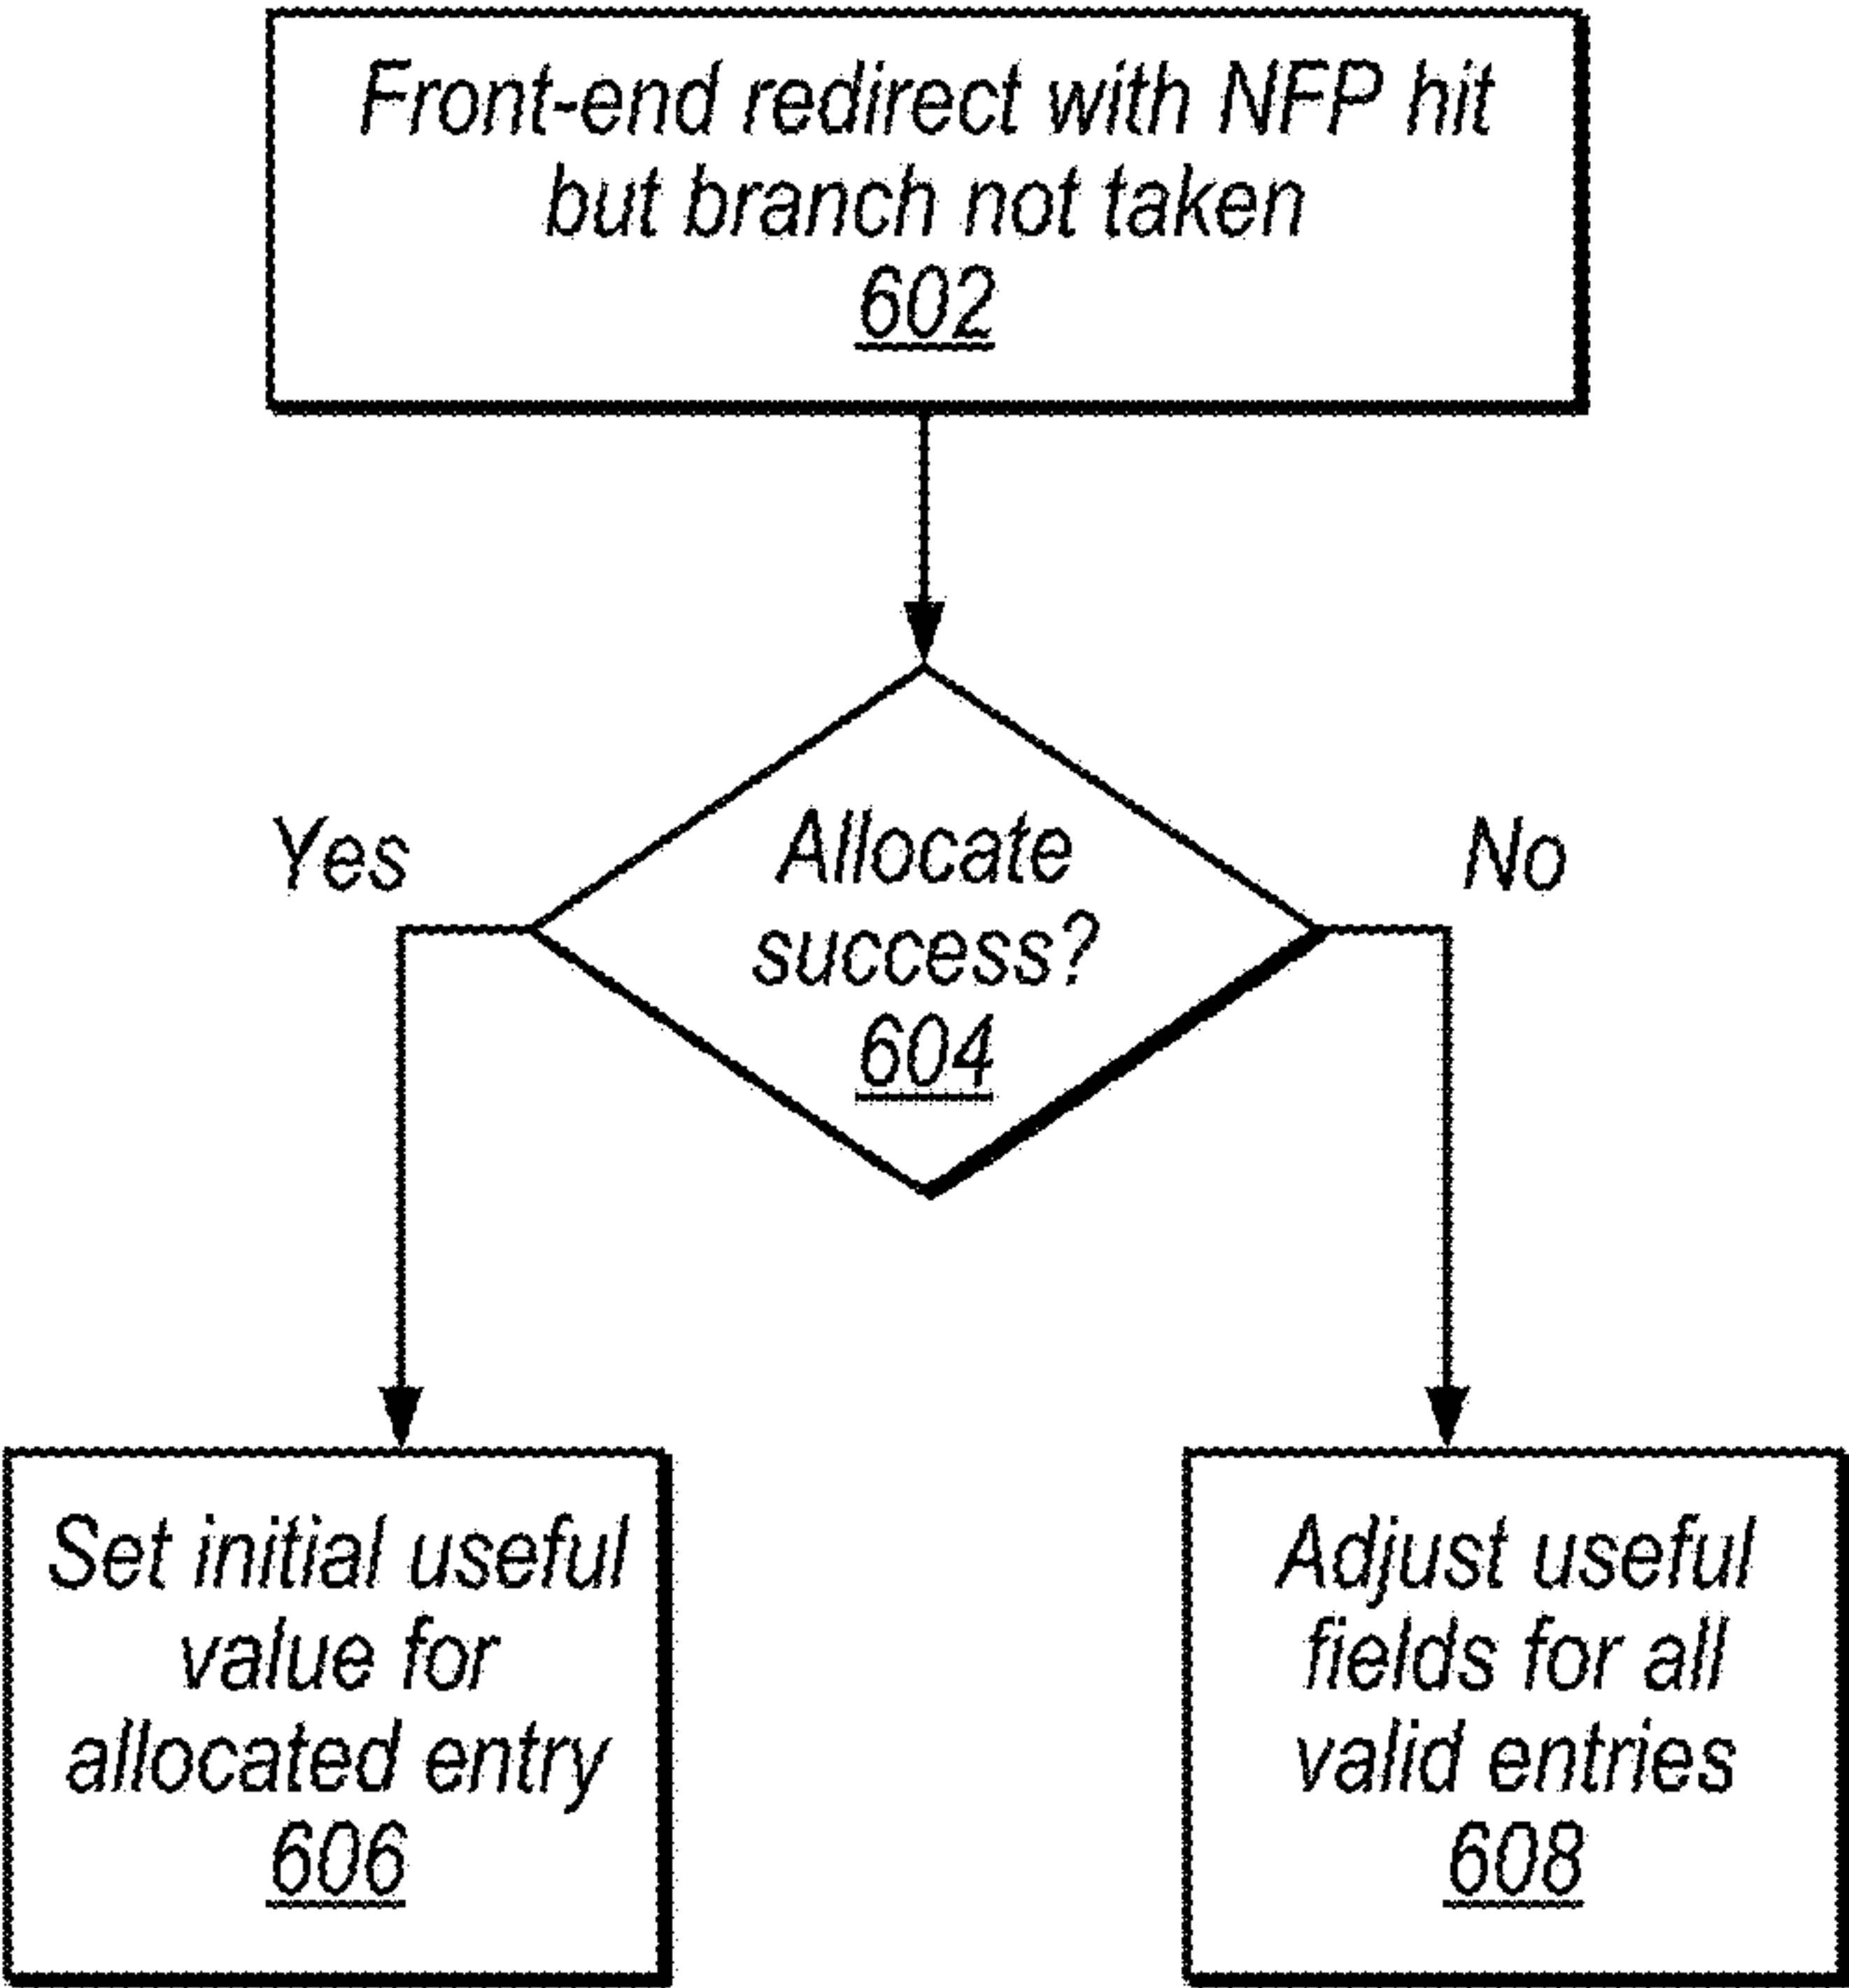 Front-end redirect with NFP hit
but branch not taken
602
Yes
Allocate
success?
604
No
Set initial useful
value for
allocated entry
606
Adjust useful
fields for all
valid entries
608